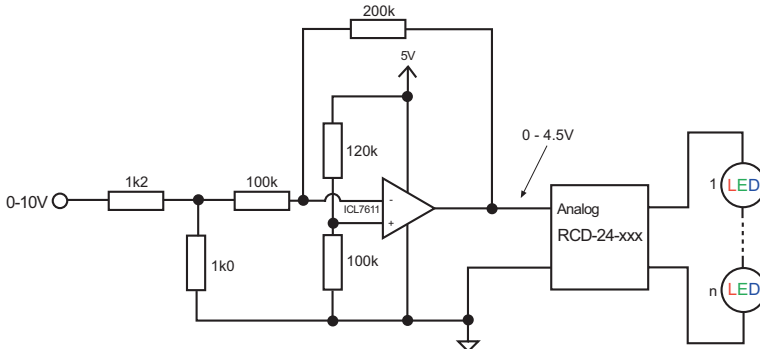 200k
5V
0 - 4.5V
120k
1k2
100k
0-10V
-
ICL7611
+
1
LED
Analog
RCD-24-xxx
1k0
100k
n
LED